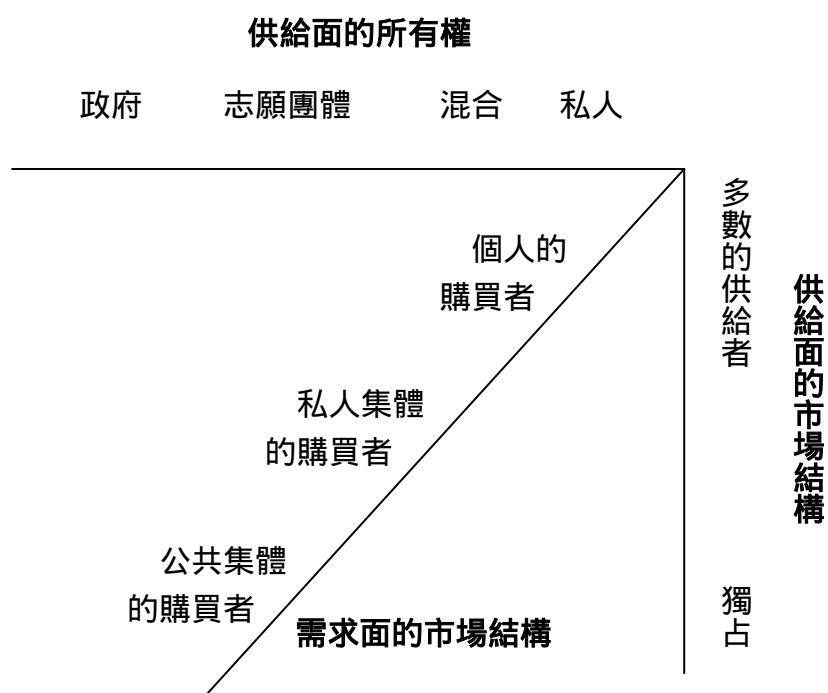 供給面的所有權
政府 志願團體 混合 私人
多數的供給者
供給面的市場結構
個人的
購買者
私人集體
的購買者
公共集體
的購買者
需求面的市場結構
獨占